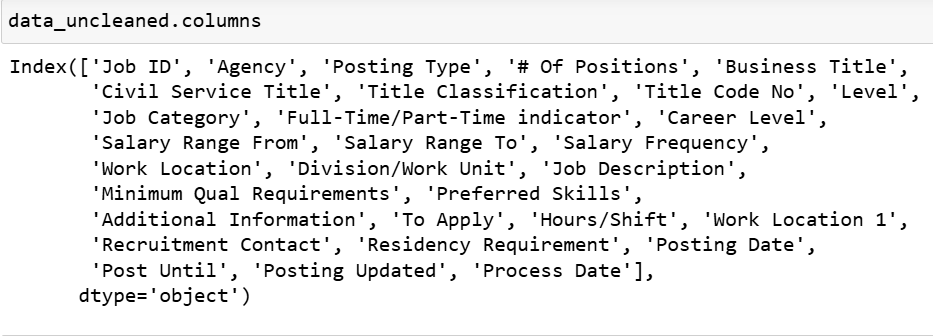 data_uncleaned.columns
Index(['Job ID', 'Agency', 'Posting Type', '# Of Positions', 'Business Title',
'Civil Service Title', 'Title Classification', 'Title Code No', 'Level',
'Job Category', 'Full-Time/Part-Time indicator', 'Career Level',
'Salary Range From', 'Salary Range To', 'Salary Frequency',
'Work Location', 'Division/Work Unit', 'Job Description',
'Minimum Qual Requirements', 'Preferred Skills',
'Additional Information', 'To Apply', 'Hours/Shift', 'Work Location 1',
'Recruitment Contact', 'Residency Requirement', 'Posting Date',
'Post Until', 'Posting Updated', 'Process Date'],
dtype='object')